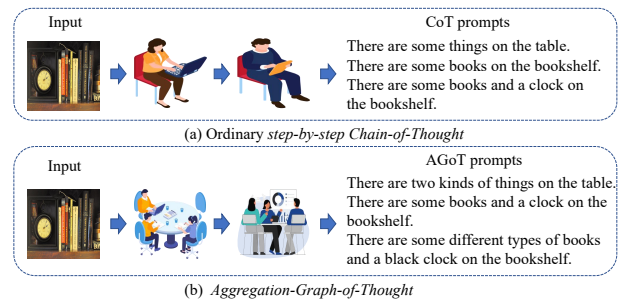 Input
CoT prompts
There are some things on the table.
There are some books on the bookshelf.
There are some books and a clock on
the bookshelf.
(a) Ordinary step-by-step Chain-of-Thought
Input
AGoT prompts
There are two kinds of things on the table.
There are some books and a clock on the
bookshelf.
There are some different types of books
and a black clock on the bookshelf.
(b) Aggregation-Graph-of-Thought